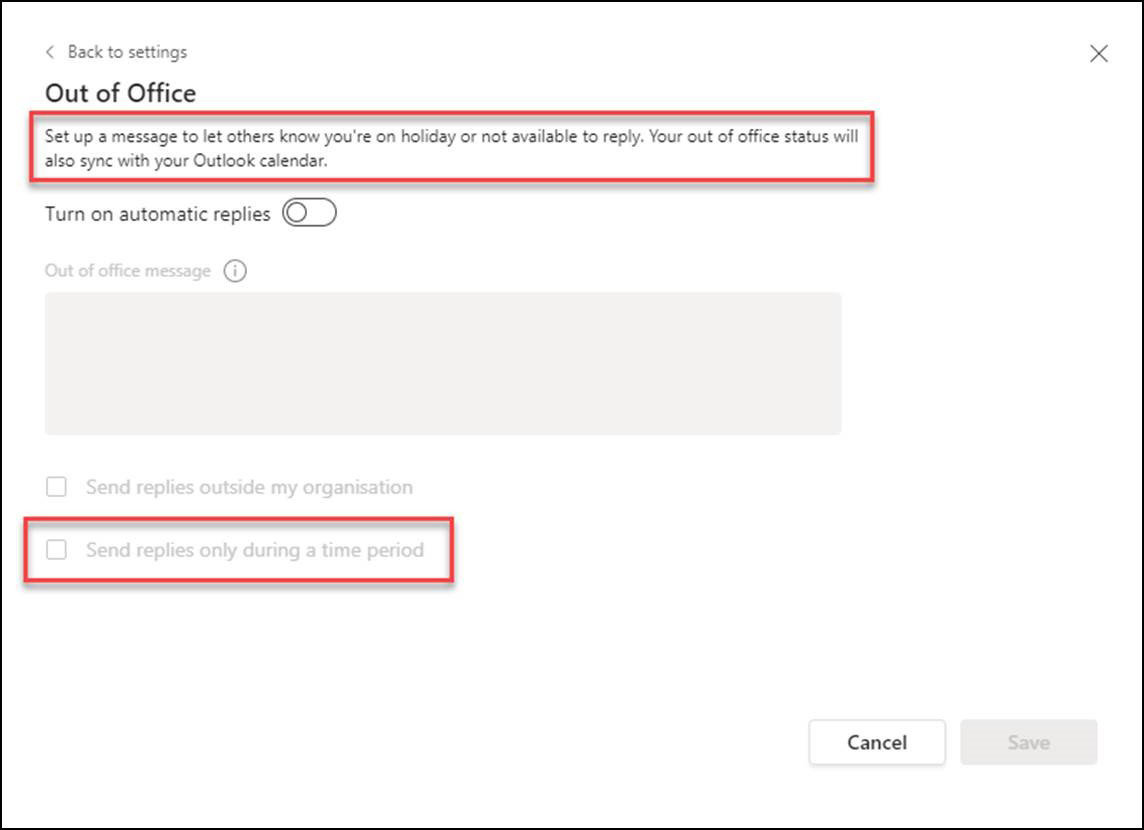 Back to settings
Out of Office
Set up a message to let others know you're on holiday or not available to reply. Your out of office status will
also sync with your Outlook calendar.
Turn on automatic replies
Out of office message
Send replies outside my organisation
Send replies only during a time period
Cancel
Save